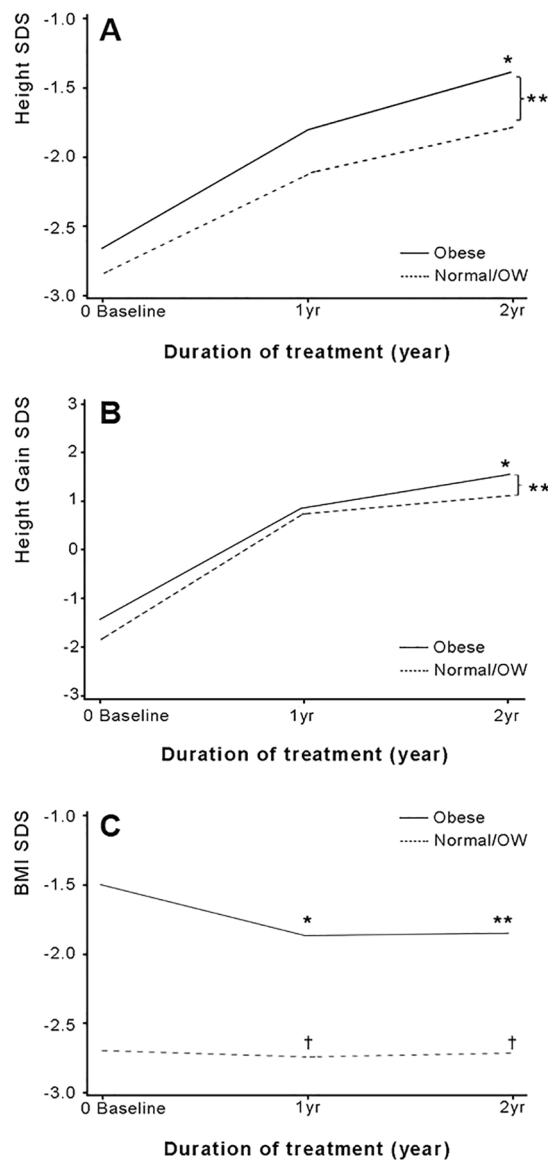 A
Height SDS
-1.0
-1.5
-2.0
-2.5
-3.0
*
**
Obese
Normal/OW
0 Baseline 1yr 2yr
Duration of treatment (year)
B
Height Gain SDS
3
2
1
0
-1
-2
-3
*
**
Obese
Normal/OW
0 Baseline 1yr 2yr
Duration of treatment (year)
C
BMI SDS
-1.0
-1.5
-2.0
-2.5
-3.0
Obese
Normal/OW
* **
† †
0 Baseline 1yr 2yr
Duration of treatment (year)